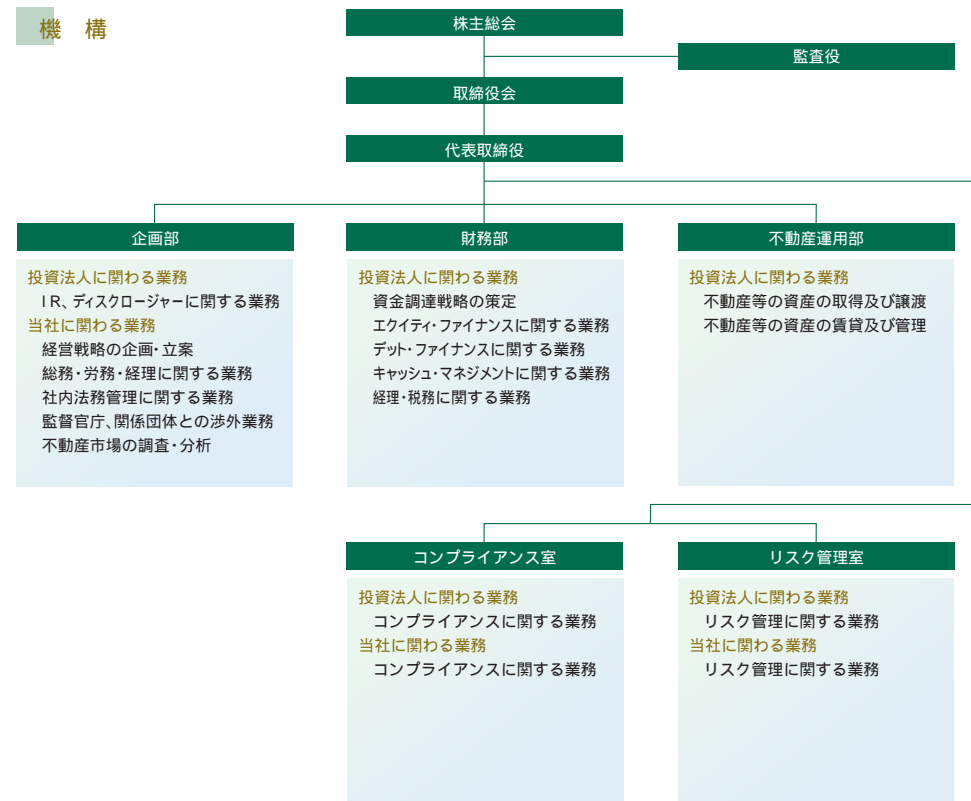 機 構
株主総会
監査役
取締役会
代表取締役
企画部
投資法人に関わる業務
IR、ディスクロージャーに関する業務
当社に関わる業務
経営戦略の企画・立案
総務・労務・経理に関する業務
社内法務管理に関する業務
監督官庁、関係団体との渉外業務
不動産市場の調査・分析
財務部
投資法人に関わる業務
資金調達戦略の策定
エクイティ・ファイナンスに関する業務
デット・ファイナンスに関する業務
キャッシュ・マネジメントに関する業務
経理・税務に関する業務
不動産運用部
投資法人に関わる業務
不動産等の資産の取得及び譲渡
不動産等の資産の賃貸及び管理
コンプライアンス室
投資法人に関わる業務
コンプライアンスに関する業務
当社に関わる業務
コンプライアンスに関する業務
リスク管理室
投資法人に関わる業務
リスク管理に関する業務
当社に関わる業務
リスク管理に関する業務